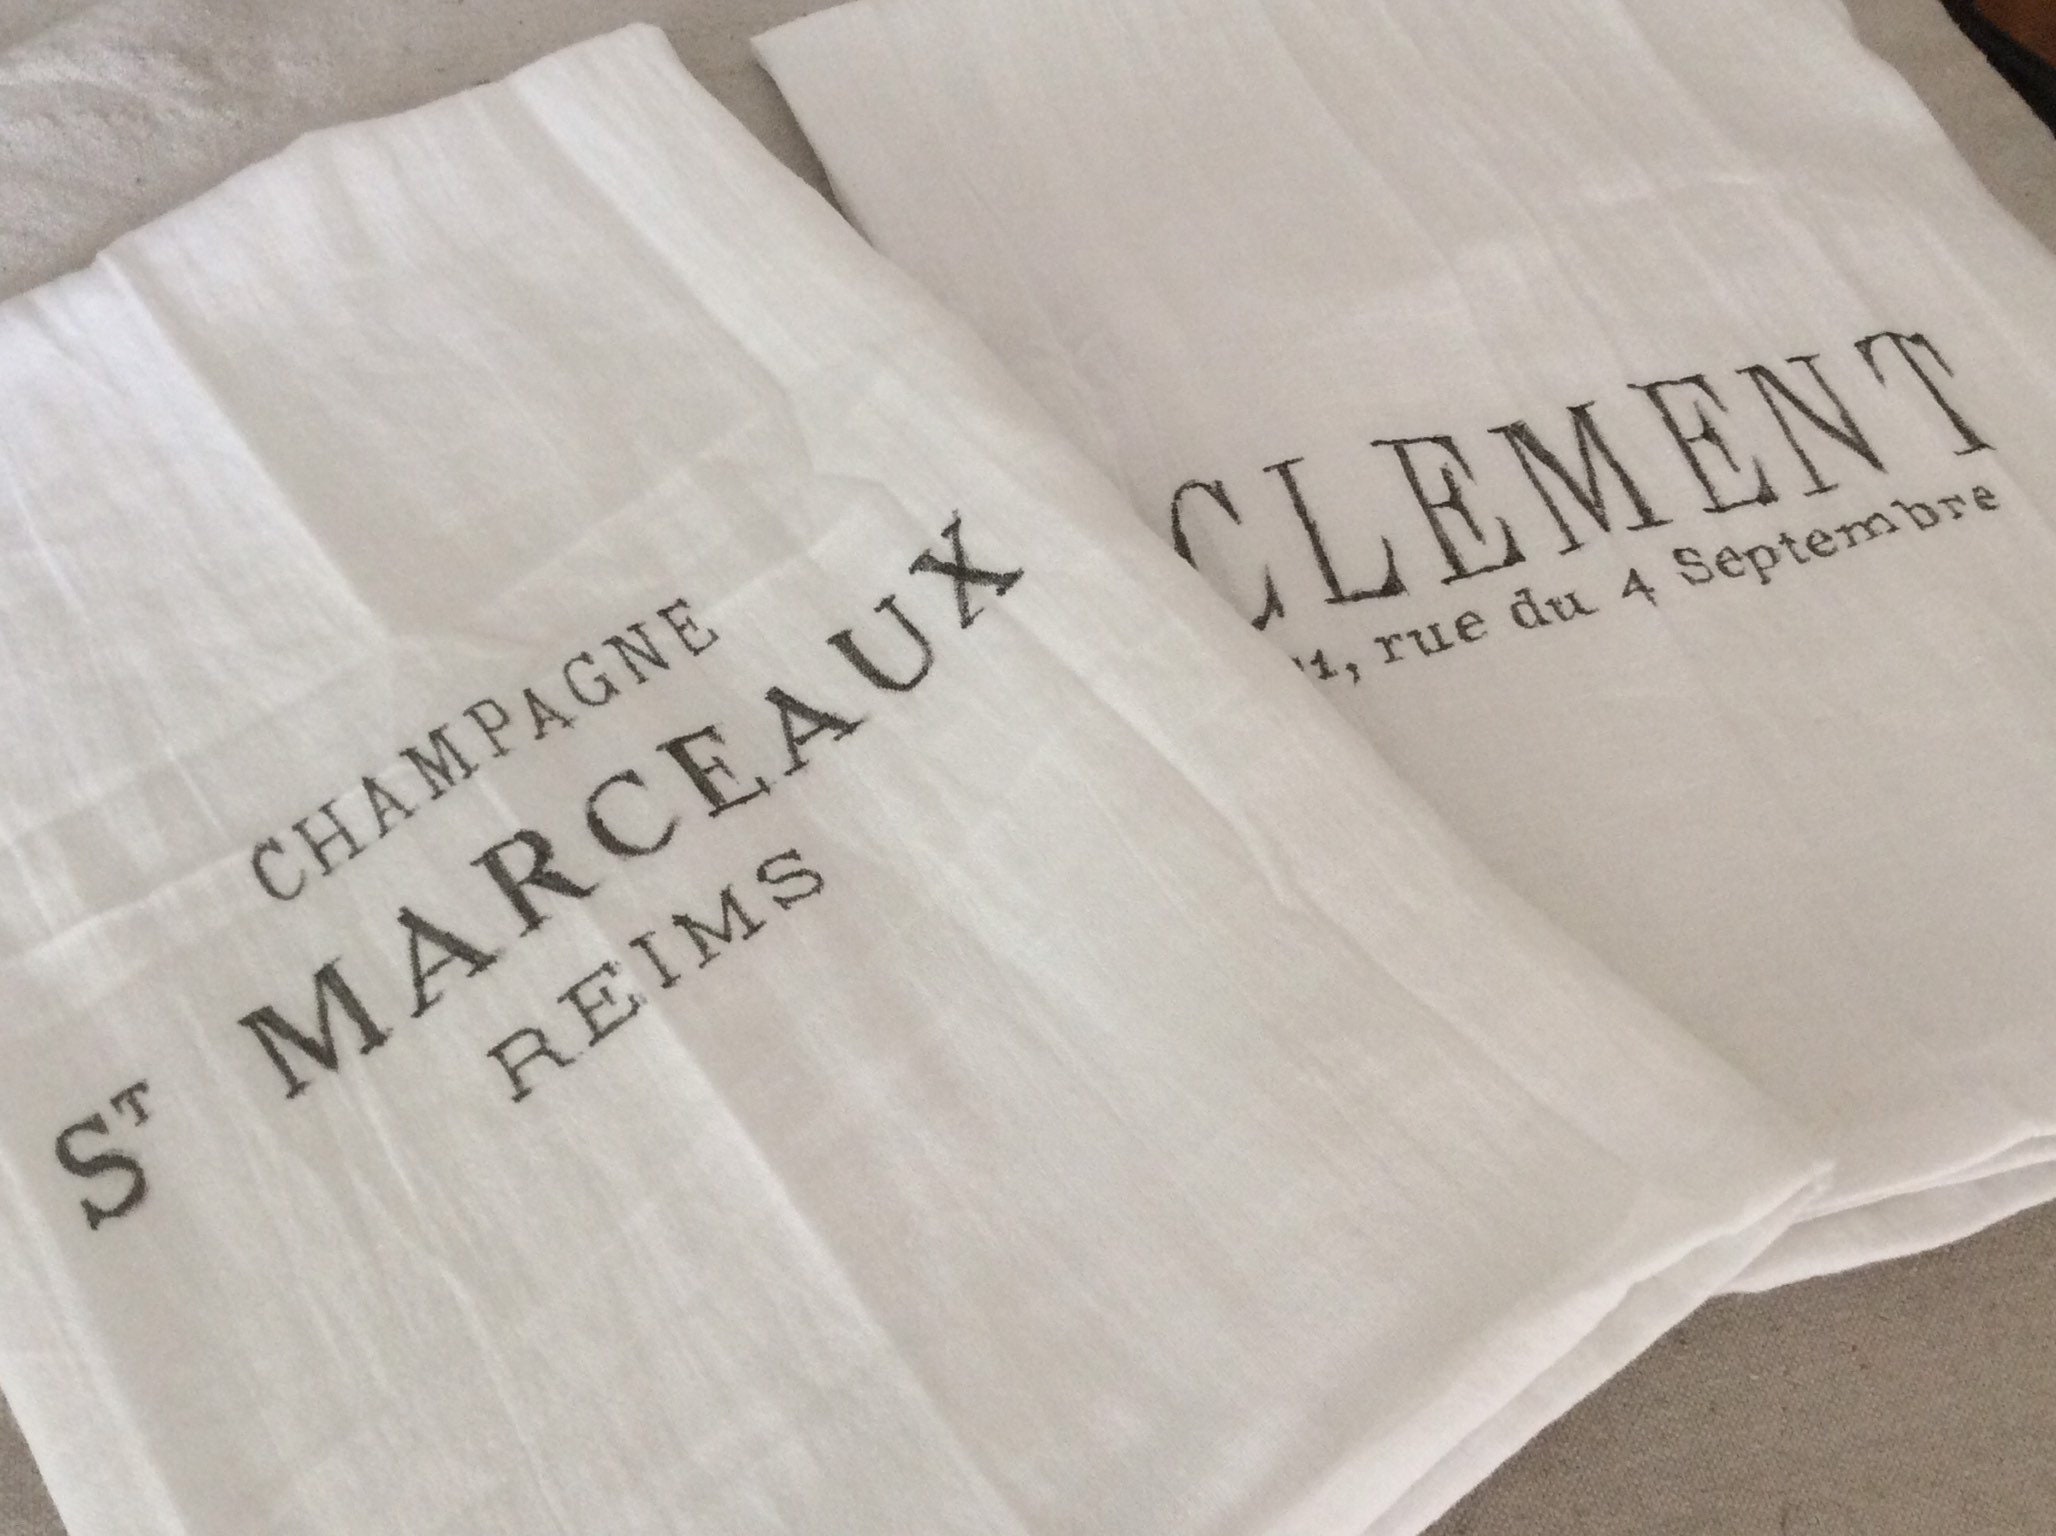 CHAMPAGNE
Sᵀ MARCEAUX
REIMS
CLEMENT
rue du 4 Septembre